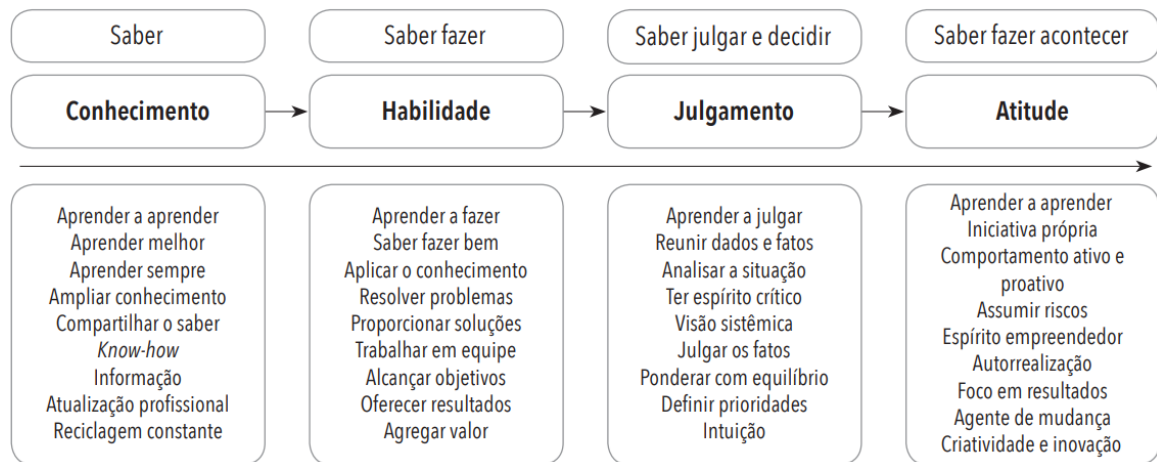 Saber
Saber fazer
Saber julgar e decidir
Saber fazer acontecer
Conhecimento
Habilidade
Julgamento
Atitude
Aprender a aprender
Aprender melhor
Aprender sempre
Ampliar conhecimento
Compartilhar o saber
Know-how
Informação
Atualização profissional
Reciclagem constante
Aprender a fazer
Saber fazer bem
Aplicar o conhecimento
Resolver problemas
Proporcionar soluções
Trabalhar em equipe
Alcançar objetivos
Oferecer resultados
Agregar valor
Aprender a julgar
Reunir dados e fatos
Analisar a situação
Ter espírito crítico
Visão sistêmica
Julgar os fatos
Ponderar com equilíbrio
Definir prioridades
Intuição
Aprender a aprender
Iniciativa própria
Comportamento ativo e
proativo
Assumir riscos
Espírito empreendedor
Autorrealização
Foco em resultados
Agente de mudança
Criatividade e inovação